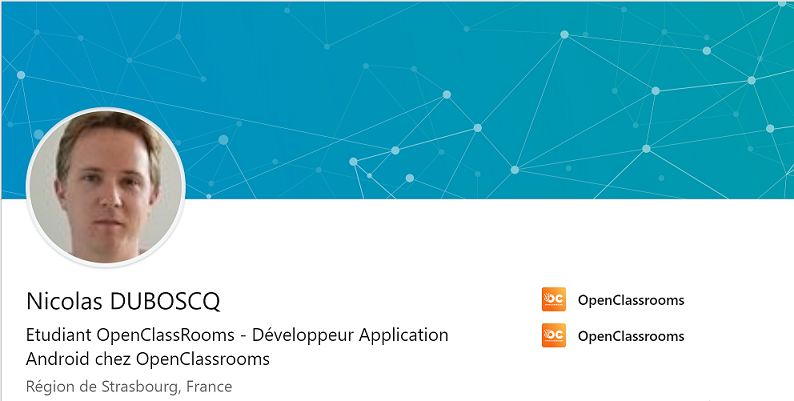 Nicolas DUBOSCQ
Etudiant OpenClassRooms - Développeur Application
Android chez OpenClassrooms
Région de Strasbourg, France
OC OpenClassrooms
OC OpenClassrooms